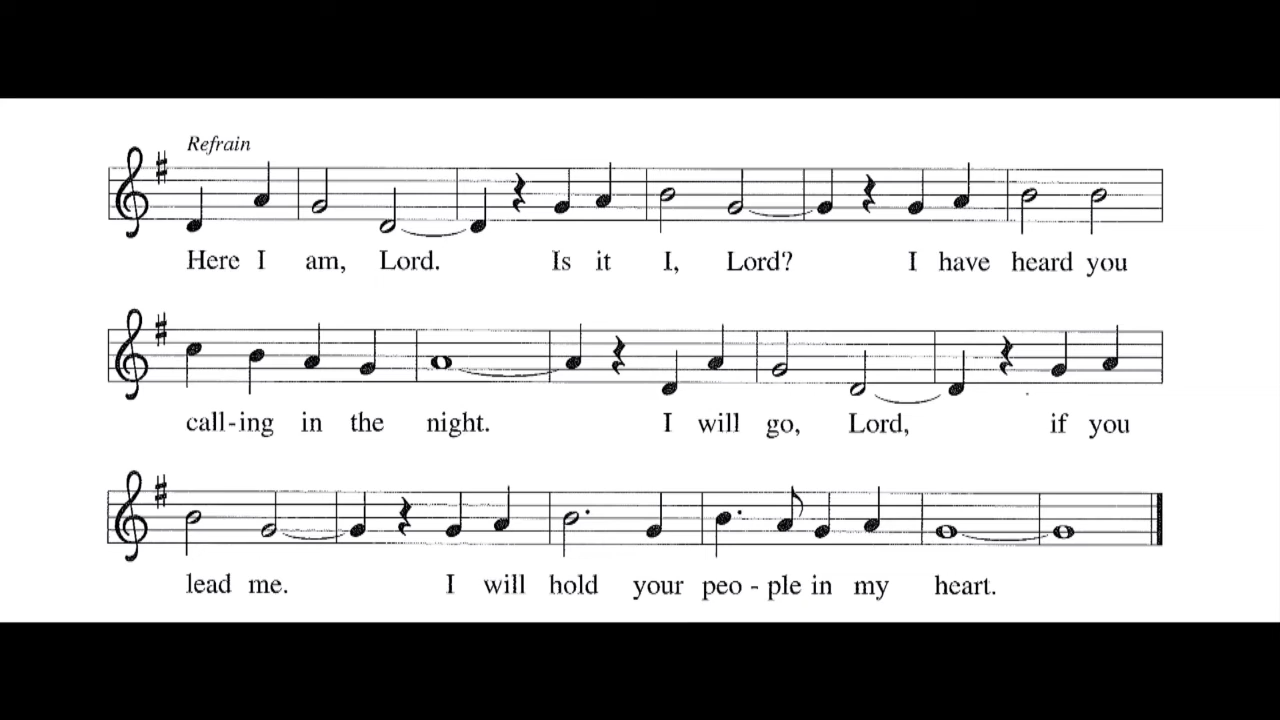 Refrain
Here I am, Lord. Is it I, Lord? I have heard you
call-ing in the night. I will go, Lord, if you
lead me. I will hold your peo - ple in my heart.